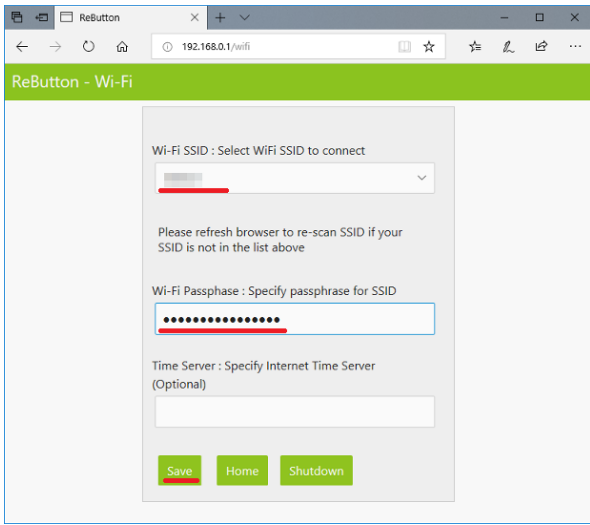 ReButton
192.168.0.1/wifi
ReButton - Wi-Fi
Wi-Fi SSID : Select WiFi SSID to connect
Please refresh browser to re-scan SSID if your
SSID is not in the list above
Wi-Fi Passphase : Specify passphrase for SSID
●●●●●●●●●●●●●●●●
Time Server : Specify Internet Time Server
(Optional)
Save Home Shutdown